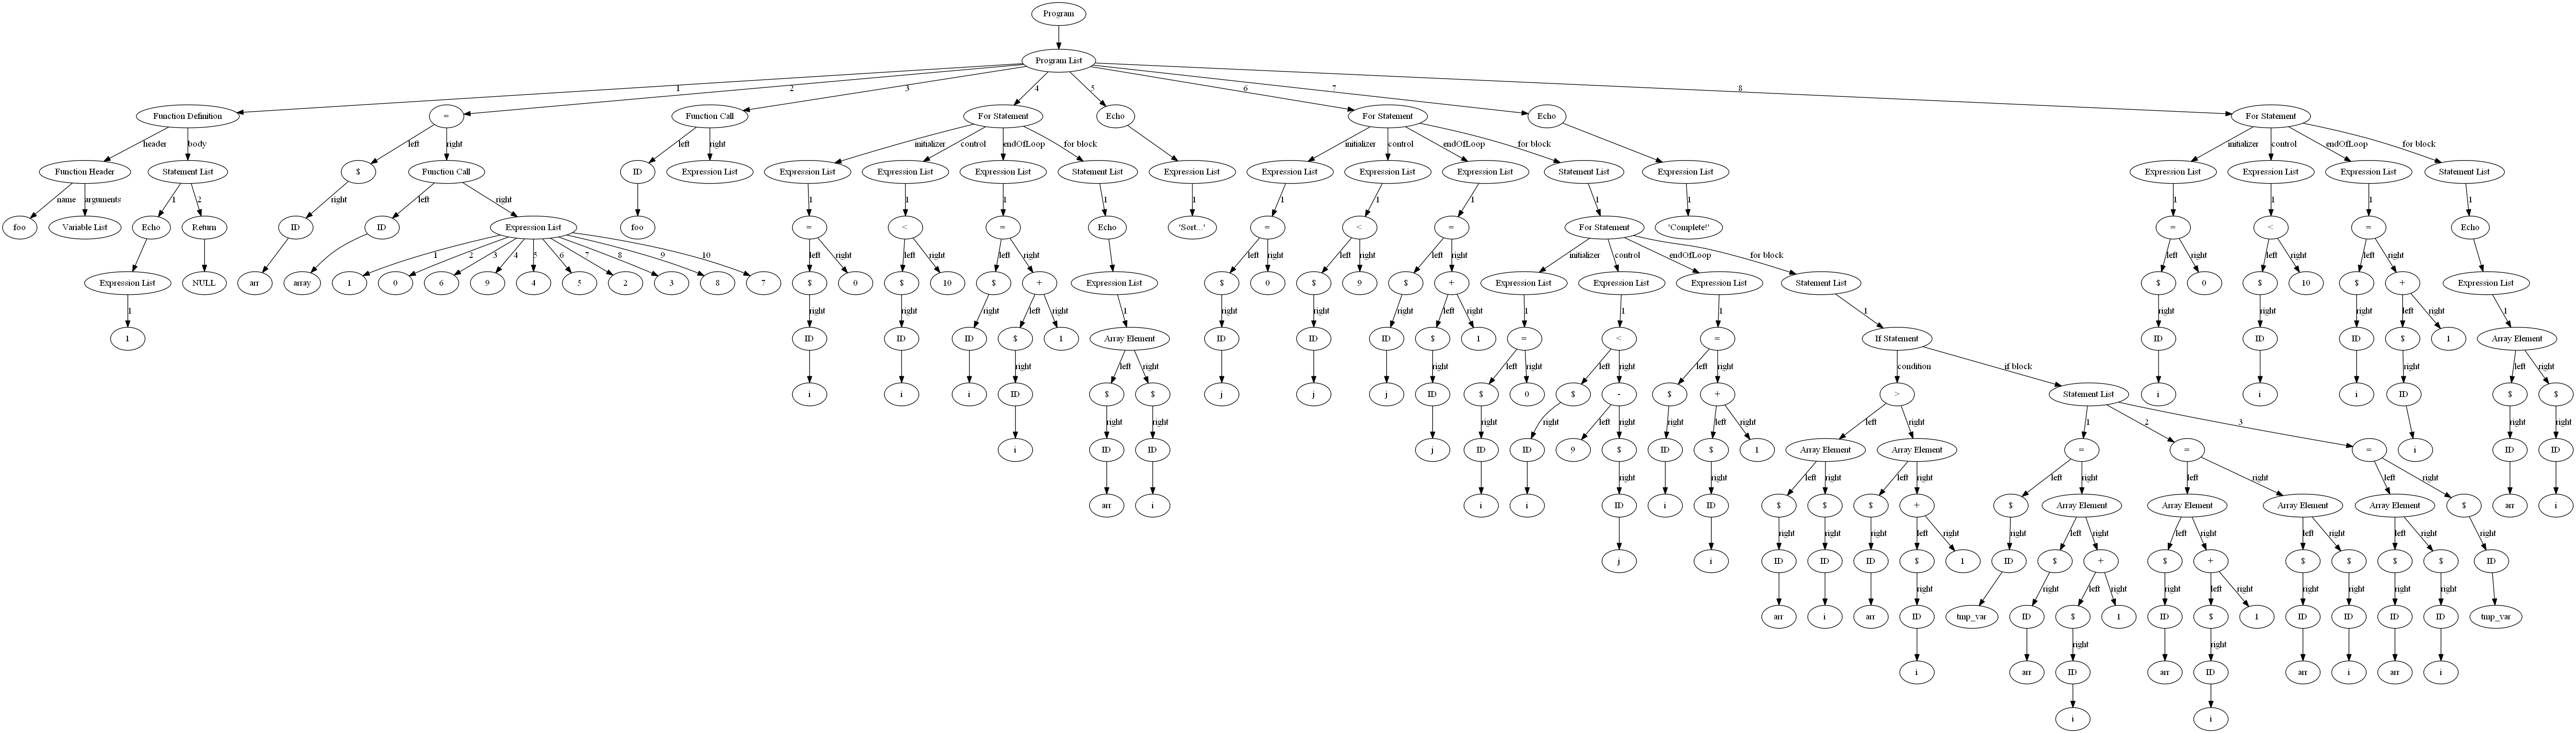 Program
Program List
1 2 3 4 5 6 7 8
Function Definition = Function Call For Statement Echo For Statement Echo For Statement
header body left right left right initializer control endOfLoop for block initializer control endOfLoop for block initializer control endOfLoop for block
Function Header Statement List $ Function Call ID Expression List Expression List Expression List Expression List Statement List Expression List Expression List Expression List Expression List Statement List Expression List Expression List Expression List Expression List Statement List
name arguments 1 2 right left right 1 1 1 1 1 1 1 1 1 1 1 1 1 1
foo Variable List Echo Return ID ID Expression List foo = < = Echo 'Sort...' = < = For Statement 'Complete!' = < = Echo
1 2 3 4 5 6 7 8 9 10 left right left right left right left right left right left right initializer control endOfLoop for block left right left right left right
Expression List NULL arr array 1 0 6 9 4 5 2 3 8 7 $ 0 $ 10 $ + Expression List $ 0 $ 9 $ + Expression List Expression List Expression List Statement List $ 0 $ 10 $ + Expression List
1 right right right left right 1 right right right left right 1 1 1 1 right right right left right 1
1 ID ID ID $ 1 Array Element ID ID ID $ 1 = < = If Statement ID ID ID $ 1 Array Element
right left right right left right left right left right condition if block right left right
i i i ID $ $ j j j ID $ 0 $ - $ + > Statement List i i i ID $ $
right right right right left right right left right left right 1 2 3 right right
i ID ID j ID ID 9 $ ID $ 1 Array Element Array Element = = = i ID ID
right right left right left right left right left right left right
arr i i i ID i ID $ $ $ + $ Array Element Array Element Array Element Array Element $ arr i
right right right left right right left right left right left right left right right
j i ID ID ID $ 1 ID $ + $ + $ $ $ $ ID
right right left right right left right right right right right
arr i arr ID tmp_var ID $ 1 ID $ 1 ID ID ID ID tmp_var
right right
i arr ID arr ID arr i arr i
i i